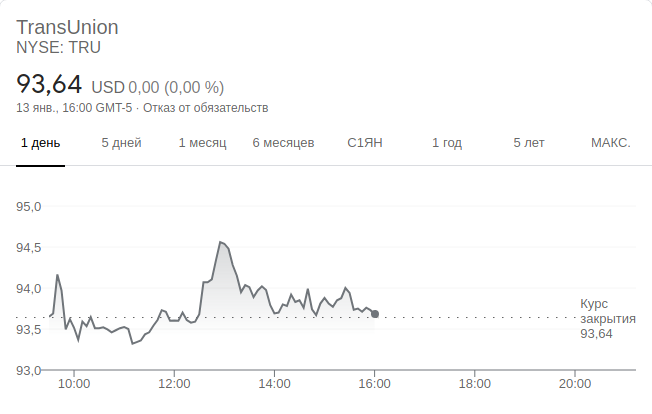 TransUnion
NYSE: TRU
93,64 USD 0,00 (0,00 %)
13 янв., 16:00 GMT-5 · Отказ от обязательств
1 день 5 дней 1 месяц 6 месяцев С1ЯН 1 год 5 лет МАКС.
95,0
94,5
94,0
93,5
93,0
Курс
закрытия
93,64
10:00 12:00 14:00 16:00 18:00 20:00